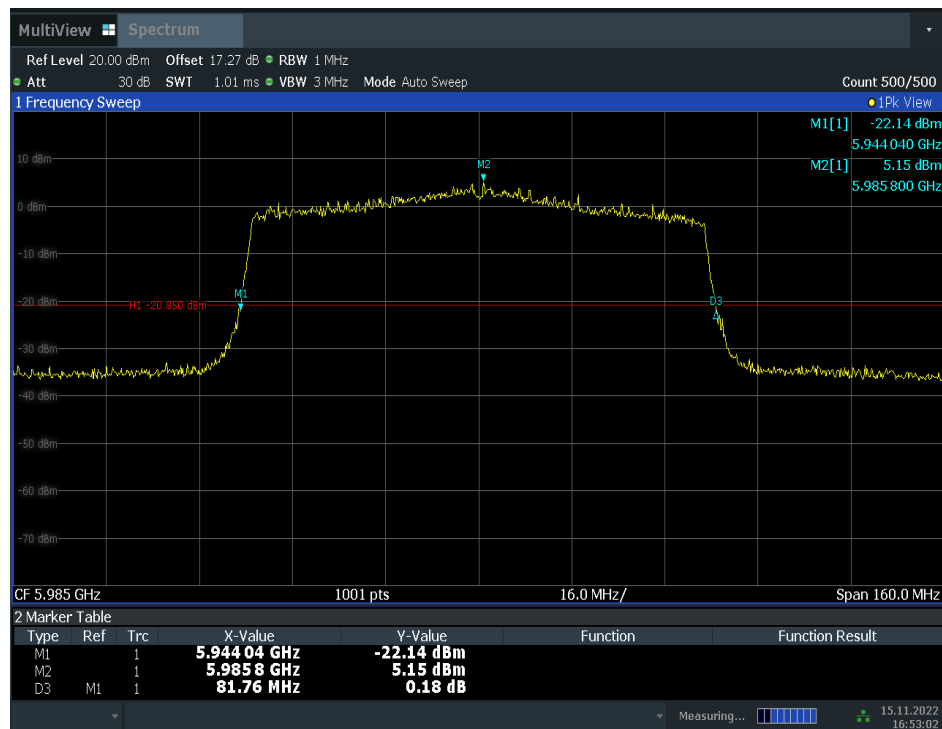 MultiView Spectrum
Ref Level 20.00 dBm Offset 17.27 dB RBW 1 MHz
Att 30 dB SWT 1.01 ms VBW 3 MHz Mode Auto Sweep Count 500/500
1 Frequency Sweep 1Pk View
M1[1] -22.14 dBm
5.944 040 GHz
M2[1] 5.15 dBm
5.985 800 GHz
10 dBm
M2
0 dBm
-10 dBm
M1
-20 dBm
H1 -20.850 dBm
D3
-30 dBm
-40 dBm
-50 dBm
-60 dBm
-70 dBm
CF 5.985 GHz 1001 pts 16.0 MHz/ Span 160.0 MHz
2 Marker Table
Type Ref Trc X-Value Y-Value Function Function Result
M1 1 5.944 04 GHz -22.14 dBm
M2 1 5.985 8 GHz 5.15 dBm
D3 M1 1 81.76 MHz 0.18 dB
Measuring... 15.11.2022
16:53:02